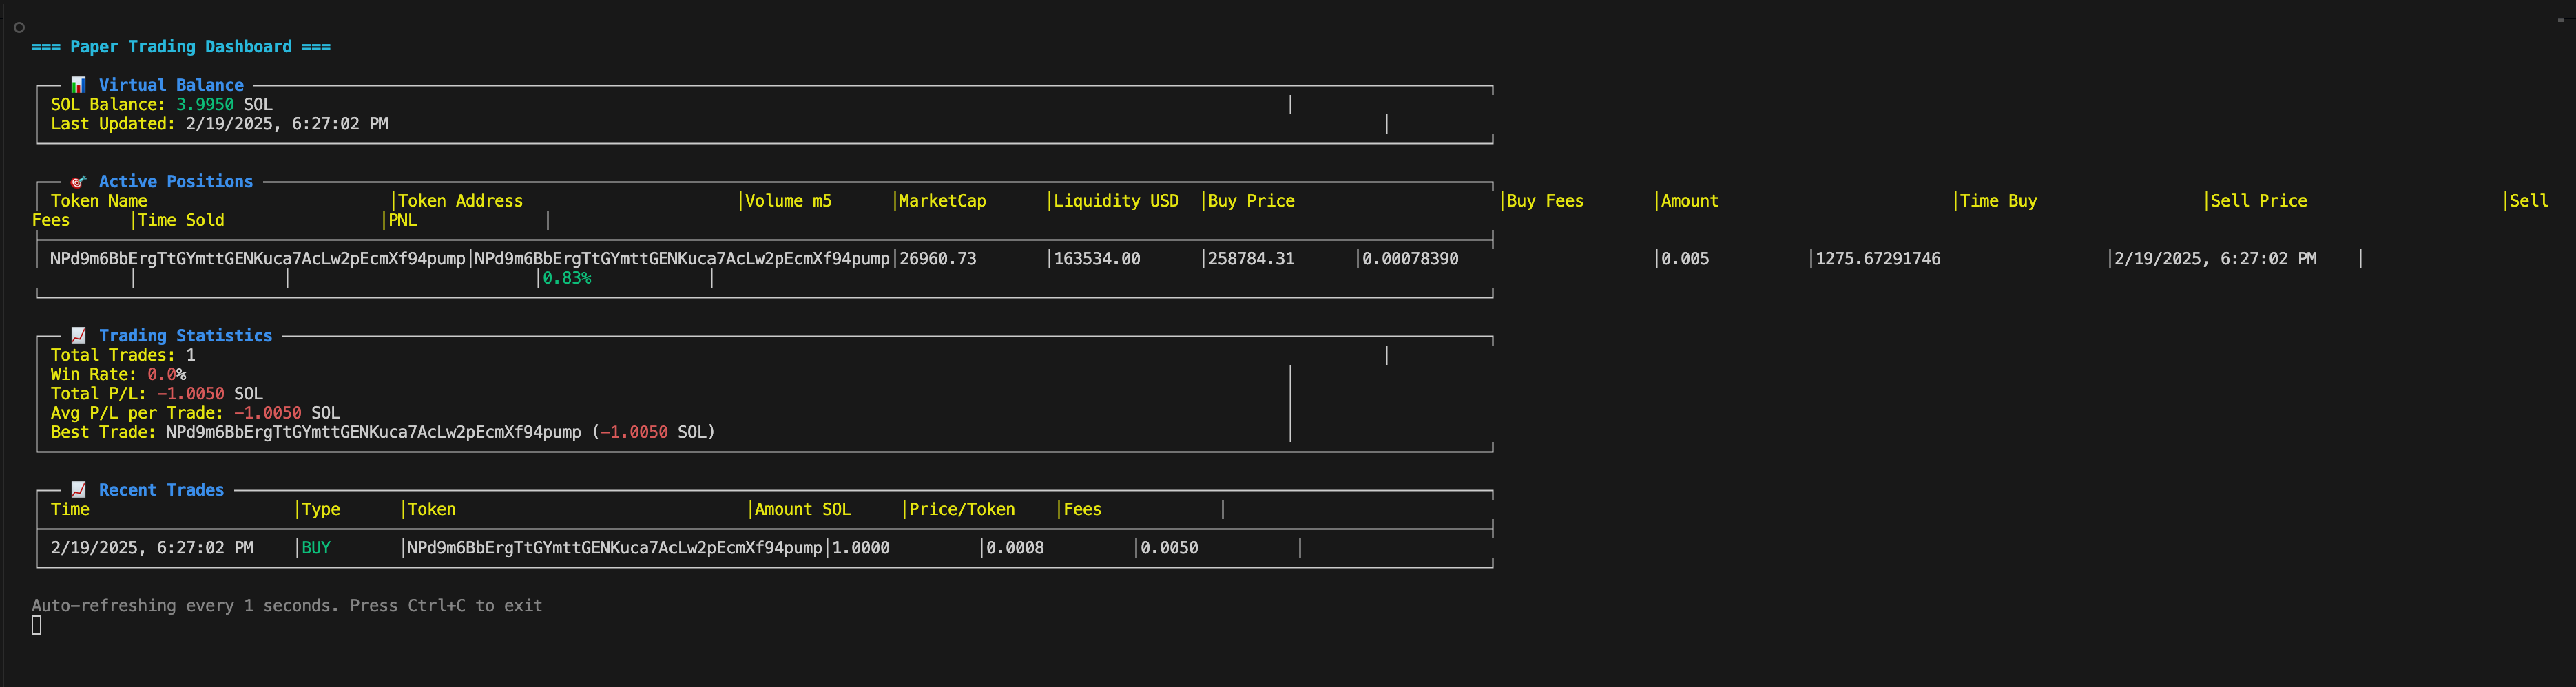 === Paper Trading Dashboard ===
📊 Virtual Balance
SOL Balance: 3.9950 SOL
Last Updated: 2/19/2025, 6:27:02 PM
🎯 Active Positions
Token Name |Token Address |Volume m5 |MarketCap |Liquidity USD |Buy Price |Buy Fees |Amount |Time Buy |Sell Price |Sell
Fees |Time Sold |PNL |
NPd9m6BbErgTtGYmttGENKuca7AcLw2pEcmXf94pump|NPd9m6BbErgTtGYmttGENKuca7AcLw2pEcmXf94pump|26960.73 |163534.00 |258784.31 |0.00078390 |0.005 |1275.67291746 |2/19/2025, 6:27:02 PM |
| | |0.83% |
📈 Trading Statistics
Total Trades: 1
Win Rate: 0.0%
Total P/L: -1.0050 SOL
Avg P/L per Trade: -1.0050 SOL
Best Trade: NPd9m6BbErgTtGYmttGENKuca7AcLw2pEcmXf94pump (-1.0050 SOL)
📈 Recent Trades
Time |Type |Token |Amount SOL |Price/Token |Fees |
2/19/2025, 6:27:02 PM |BUY |NPd9m6BbErgTtGYmttGENKuca7AcLw2pEcmXf94pump|1.0000 |0.0008 |0.0050 |
Auto-refreshing every 1 seconds. Press Ctrl+C to exit